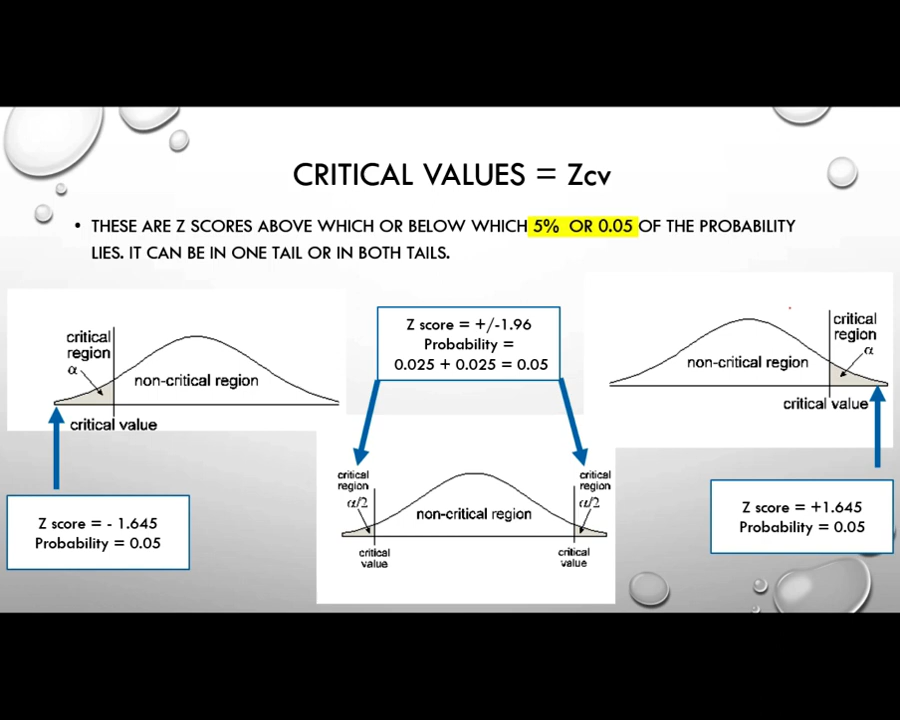 CRITICAL VALUES = Zcv
• THESE ARE Z SCORES ABOVE WHICH OR BELOW WHICH 5% OR 0.05 OF THE PROBABILITY
LIES. IT CAN BE IN ONE TAIL OR IN BOTH TAILS.
critical
region
α
non-critical region
critical value
Z score = - 1.645
Probability = 0.05
Z score = +/-1.96
Probability =
0.025 + 0.025 = 0.05
critical
region
α/2
non-critical region
critical
region
α/2
critical
value
critical
value
critical
region
α
non-critical region
critical value
Z score = +1.645
Probability = 0.05